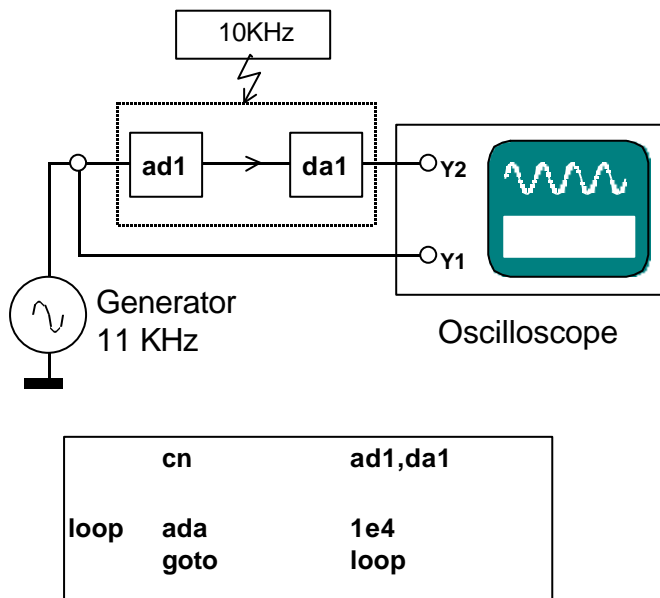 10KHz
ad1
da1
Y2
Y1
Generator
11 KHz
Oscilloscope
cn ad1,da1
loop ada 1e4
goto loop